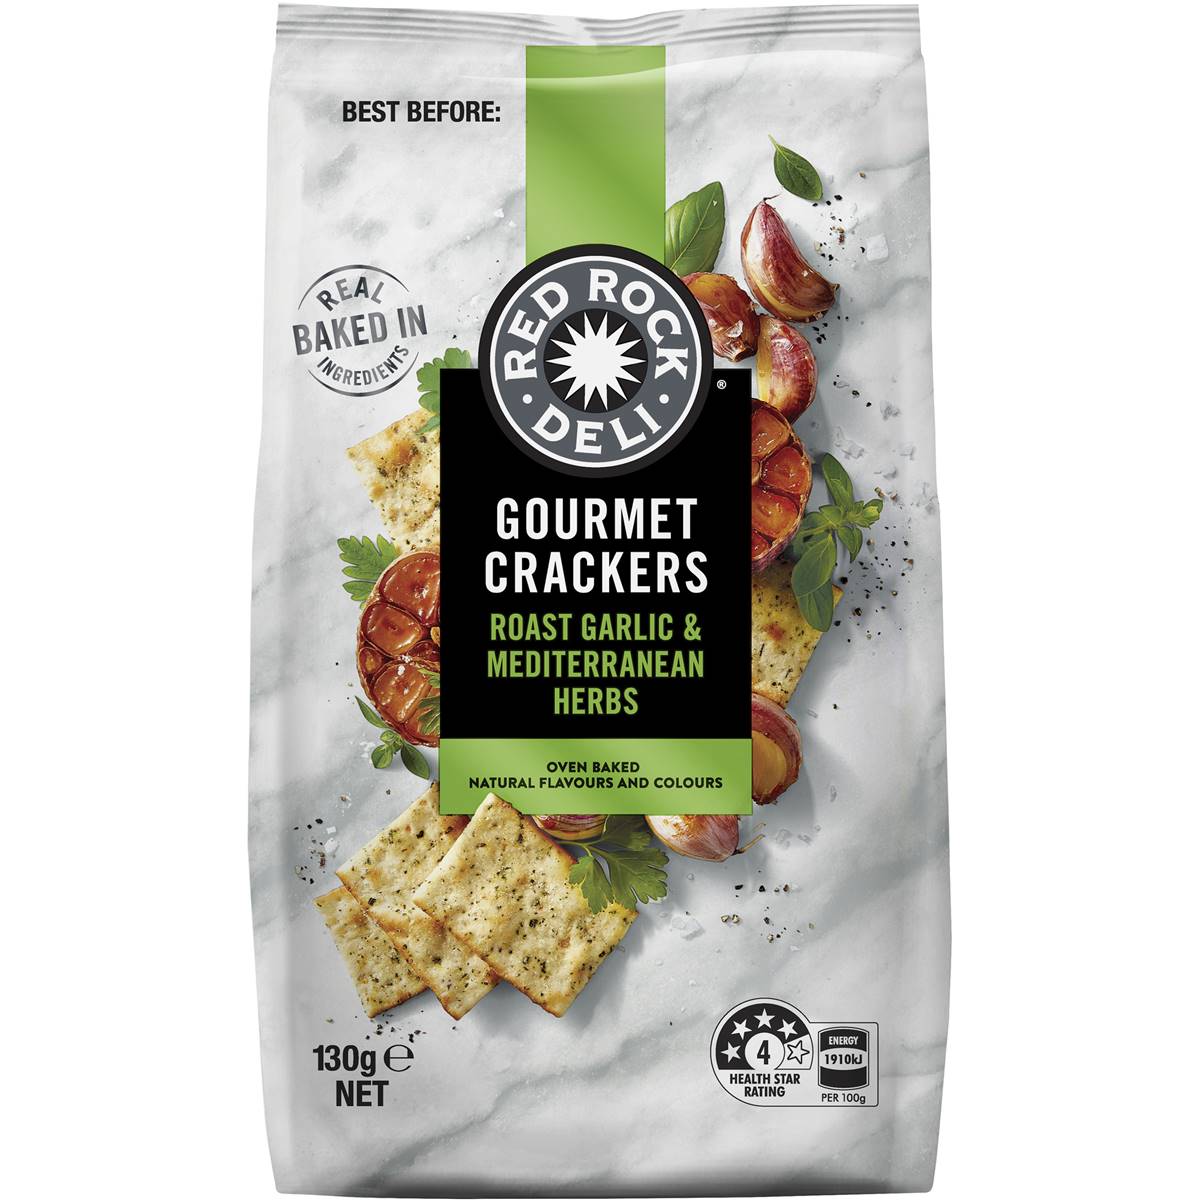 BEST BEFORE:
REAL
BAKED IN
INGREDIENTS
RED ROCK
· DELI ·
®
GOURMET
CRACKERS
ROAST GARLIC &
MEDITERRANEAN
HERBS
OVEN BAKED
NATURAL FLAVOURS AND COLOURS
130g ℮
NET
4
HEALTH STAR
RATING
ENERGY
1910kJ
PER 100g